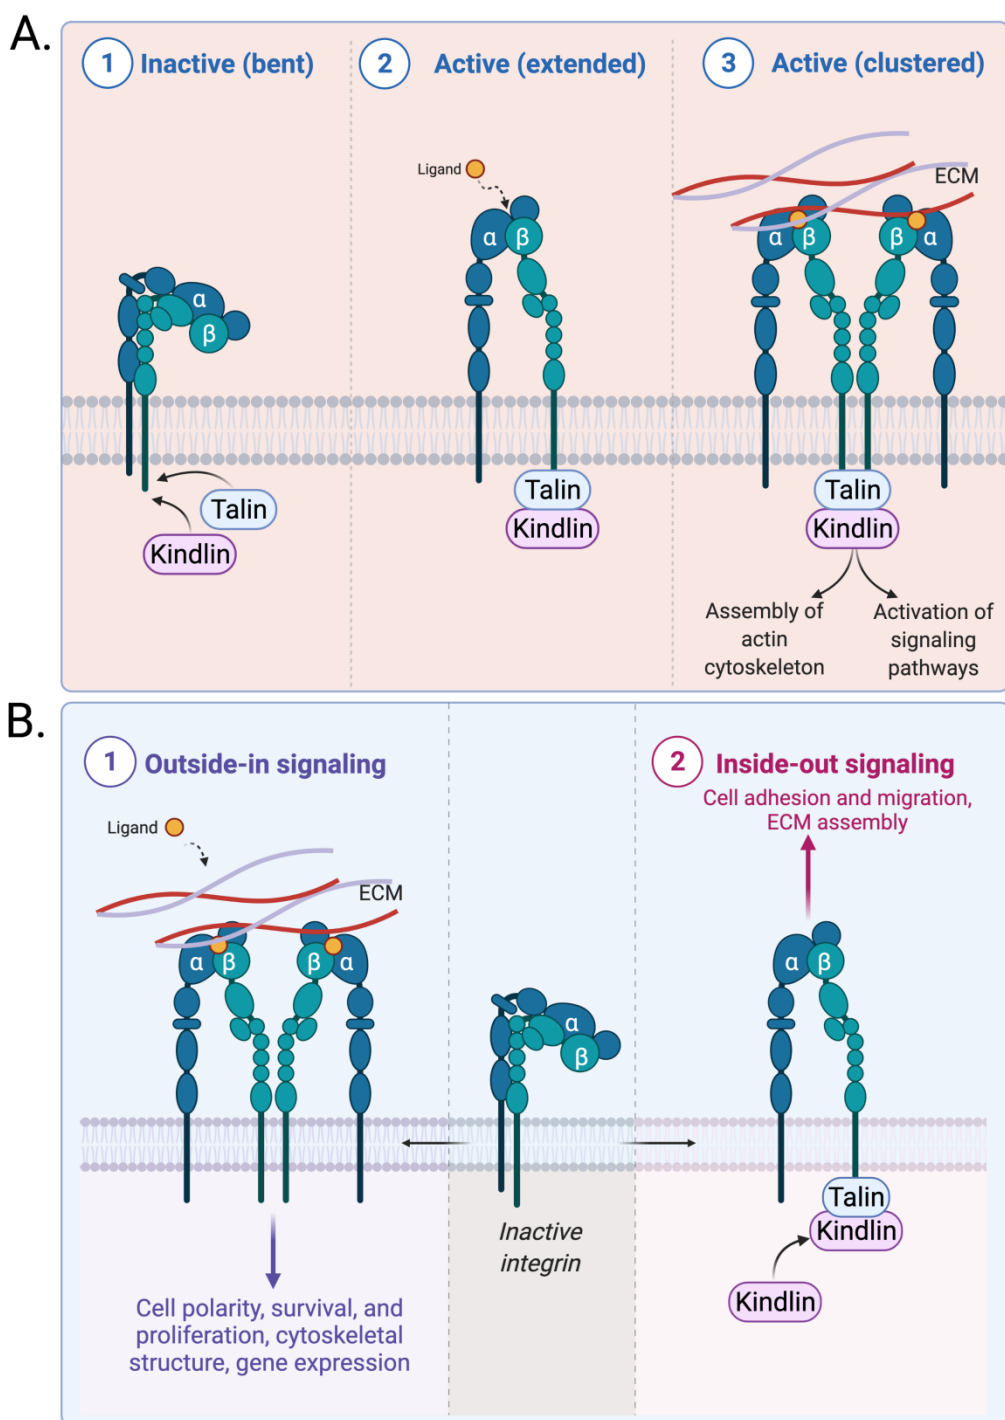 A.
1 Inactive (bent)
2 Active (extended)
3 Active (clustered)
Ligand
ECM
α
β
α
β
α
β
β
α
Talin
Kindlin
Talin
Kindlin
Talin
Kindlin
Assembly of
actin
cytoskeleton
Activation of
signaling
pathways
B.
1 Outside-in signaling
2 Inside-out signaling
Cell adhesion and migration,
ECM assembly
Ligand
ECM
α
β
β
α
α
β
α
β
Inactive
integrin
Talin
Kindlin
Kindlin
Cell polarity, survival, and
proliferation, cytoskeletal
structure, gene expression